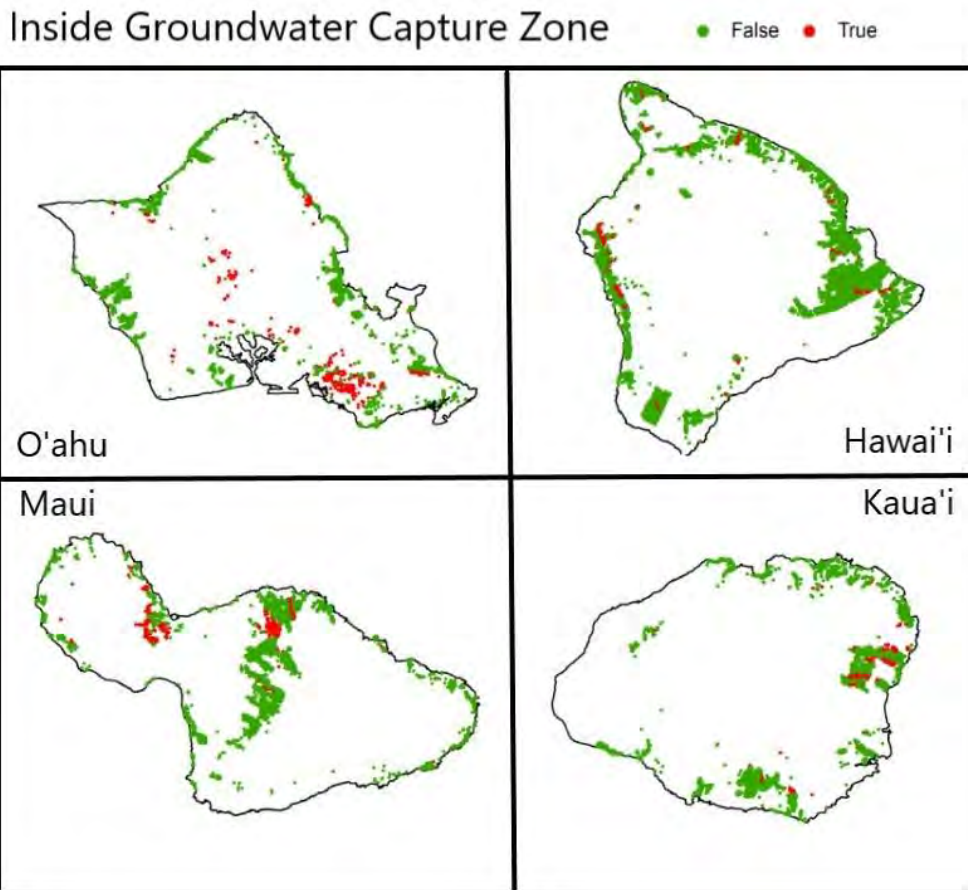 Inside Groundwater Capture Zone
False True
O'ahu
Hawai'i
Maui
Kaua'i